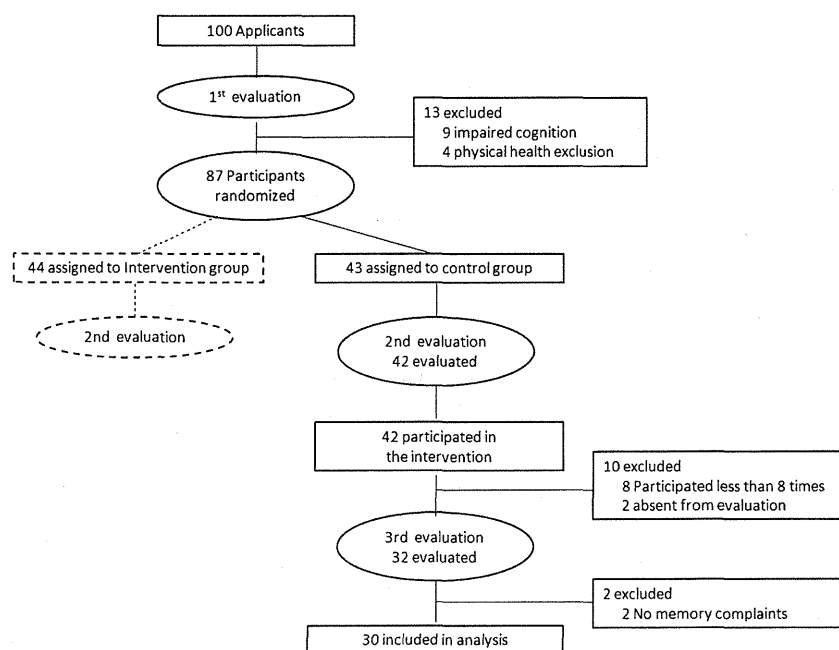 100 Applicants
1st evaluation
13 excluded
9 impaired cognition
4 physical health exclusion
87 Participants
randomized
44 assigned to Intervention group
43 assigned to control group
2nd evaluation
2nd evaluation
42 evaluated
42 participated in
the intervention
10 excluded
8 Participated less than 8 times
2 absent from evaluation
3rd evaluation
32 evaluated
2 excluded
2 No memory complaints
30 included in analysis